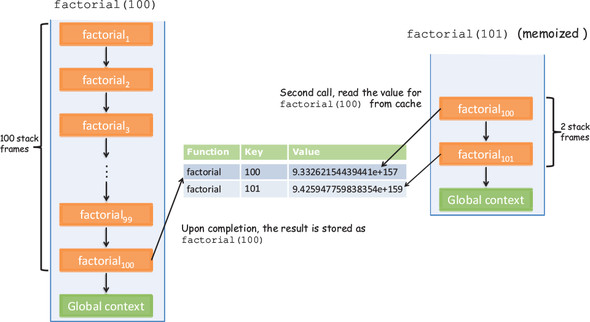 factorial(100)
factorial1
factorial2
factorial3
factorial99
factorial100
Global context
100 stack
frames
Function Key Value
factorial 100 9.33262154439441e+157
factorial 101 9.425947759838354e+159
Upon completion, the result is stored as
factorial(100)
factorial(101) (memoized)
Second call, read the value for
factorial(100) from cache
factorial100
factorial101
Global context
2 stack
frames